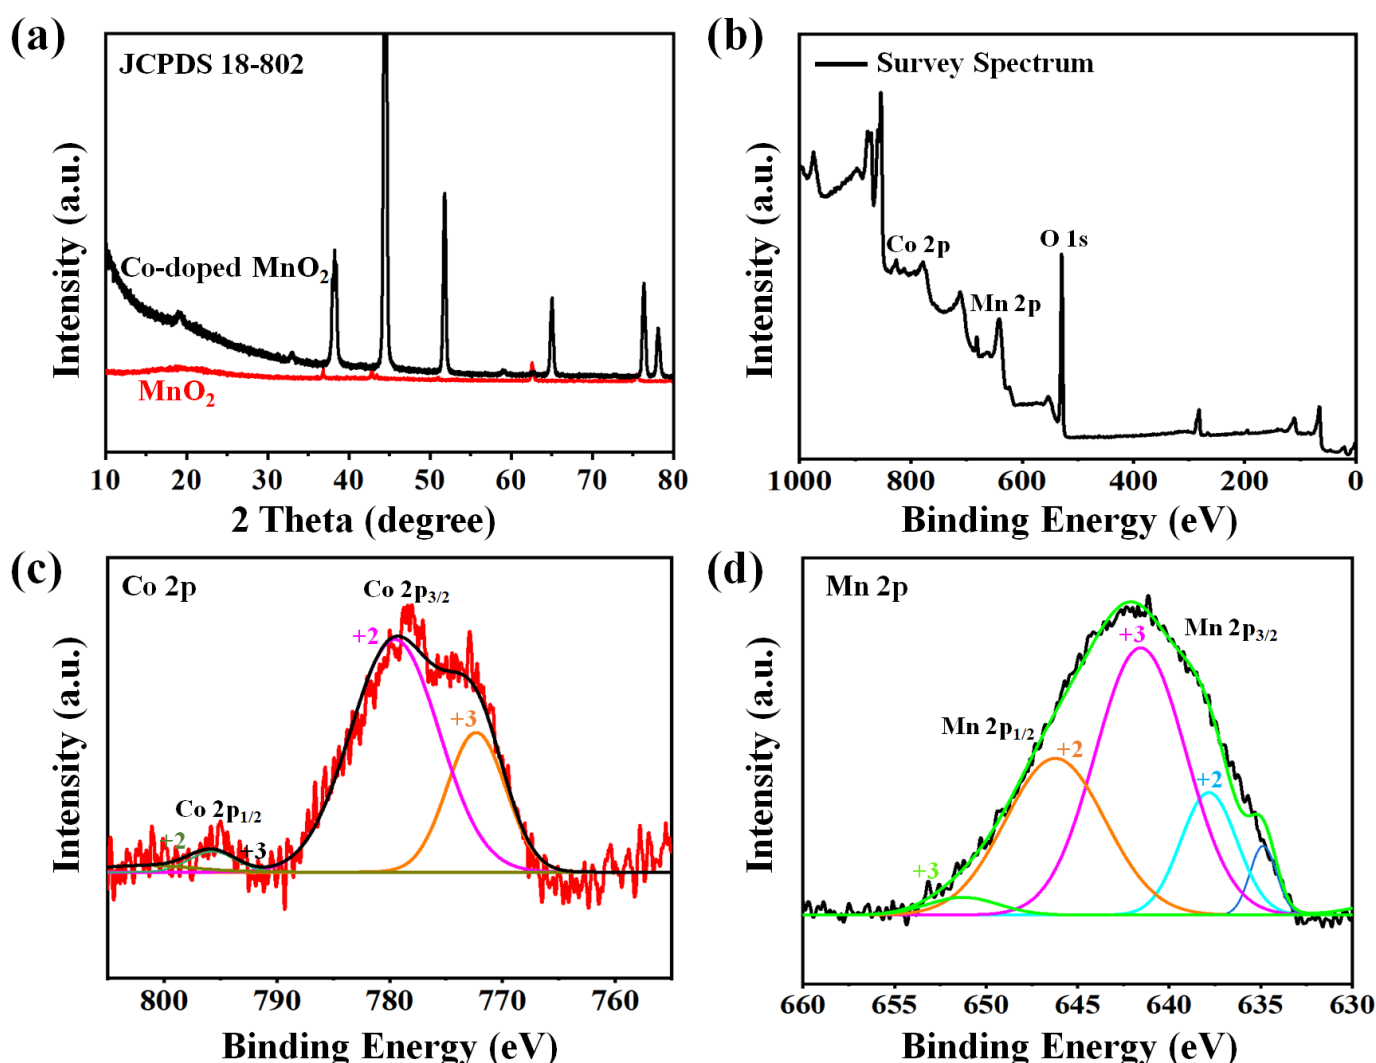 (a)
JCPDS 18-802
Co-doped MnO₂
MnO₂
Intensity (a.u.)
10 20 30 40 50 60 70 80
2 Theta (degree)
(b)
Survey Spectrum
Co 2p
Mn 2p
O 1s
Intensity (a.u.)
1000 800 600 400 200 0
Binding Energy (eV)
(c)
Co 2p
Co 2p₃/₂
+2
+3
Co 2p₁/₂
+2
+3
Intensity (a.u.)
800 790 780 770 760
Binding Energy (eV)
(d)
Mn 2p
+3
Mn 2p₃/₂
Mn 2p₁/₂
+2
+2
+3
Intensity (a.u.)
660 650 645 640 635 630
Binding Energy (eV)